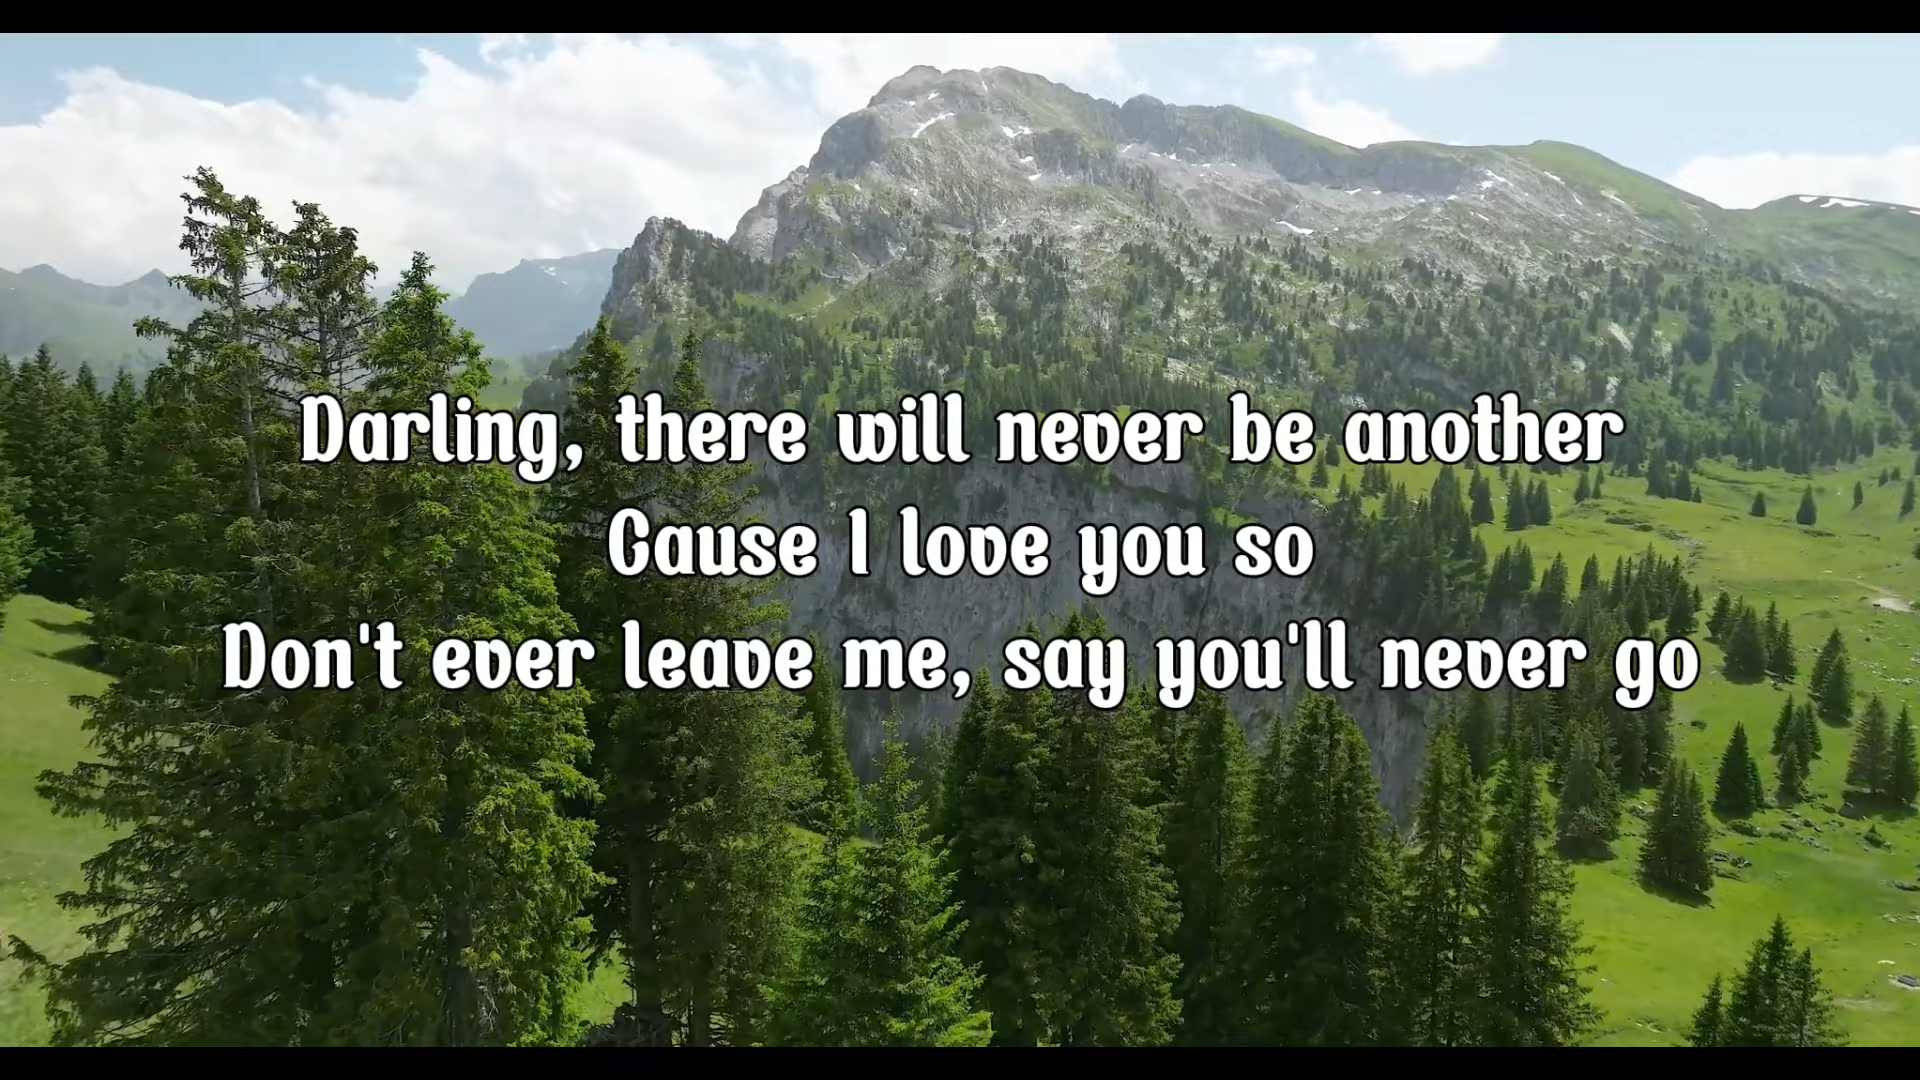 Darling, there will never be another
Cause I love you so
Don't ever leave me, say you'll never go